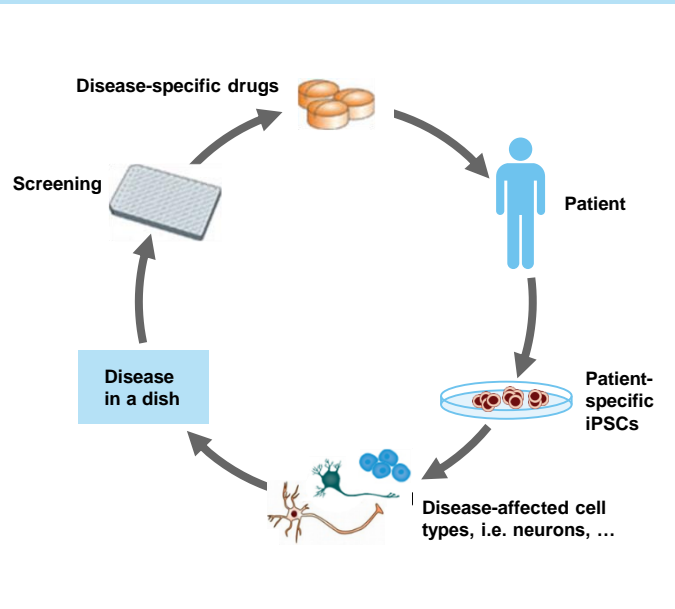 Disease-specific drugs
Screening
Patient
Disease
in a dish
Patient-
specific
iPSCs
Disease-affected cell
types, i.e. neurons, …